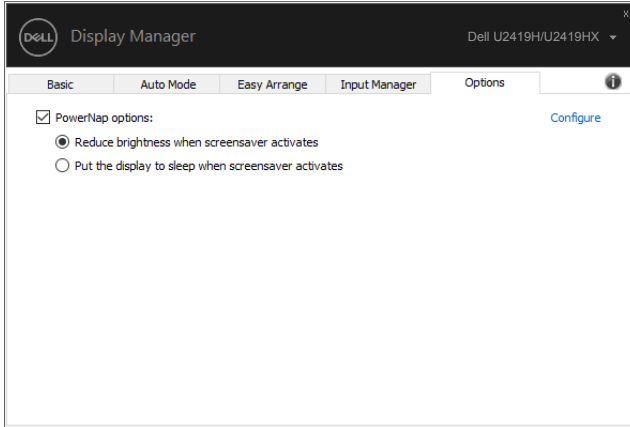 x
DELL Display Manager Dell U2419H/U2419HX
Basic Auto Mode Easy Arrange Input Manager Options i
PowerNap options: Configure
Reduce brightness when screensaver activates
Put the display to sleep when screensaver activates